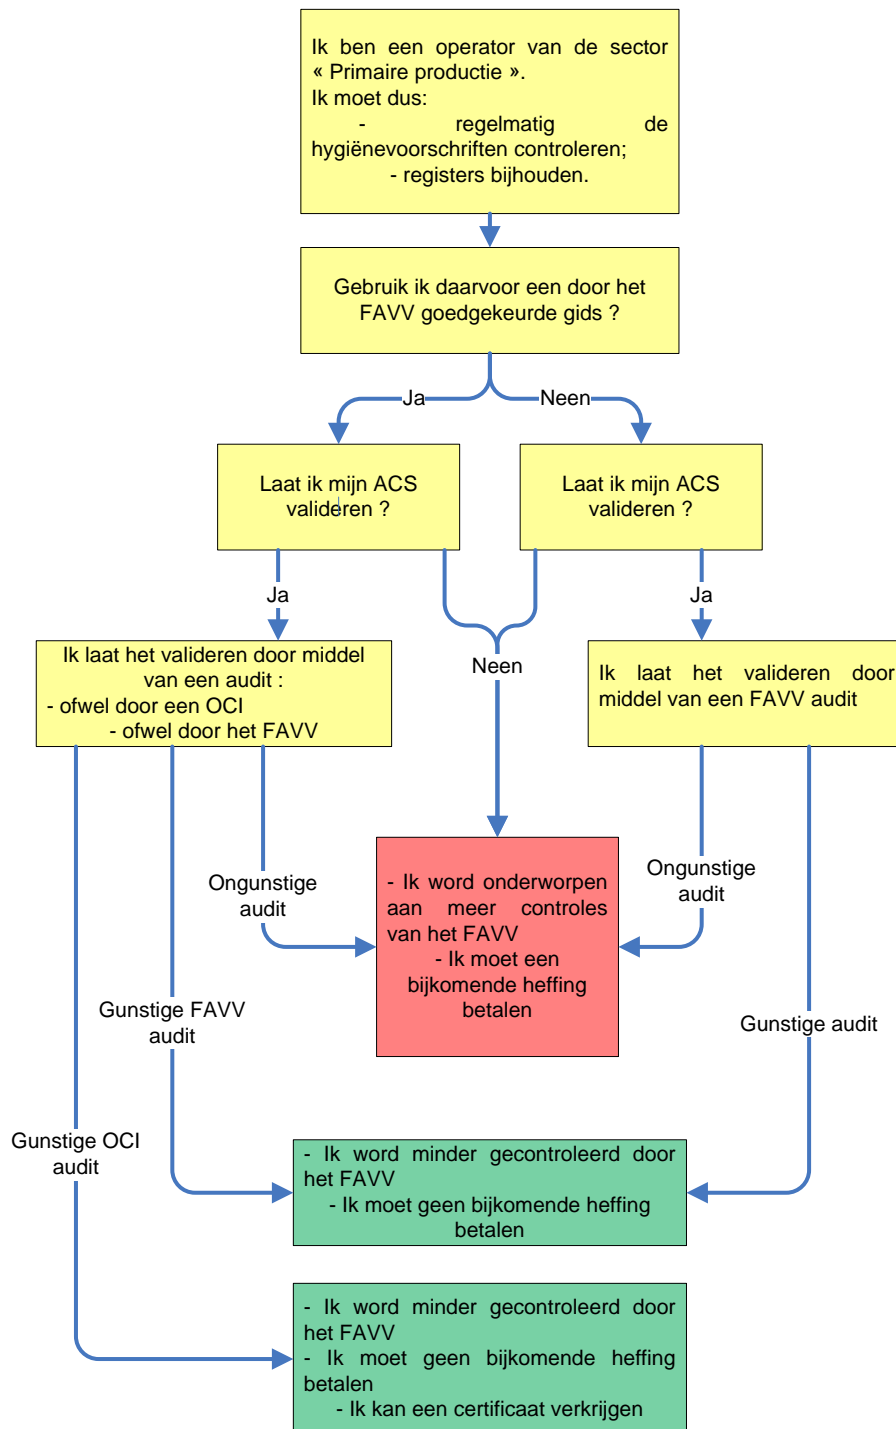 Ik ben een operator van de sector
« Primaire productie ».
Ik moet dus:
- regelmatig de
hygiënevoorschriften controleren;
- registers bijhouden.
Gebruik ik daarvoor een door het
FAVV goedgekeurde gids ?
Ja
Neen
Laat ik mijn ACS
valideren ?
Laat ik mijn ACS
valideren ?
Ja
Ja
Neen
Ik laat het valideren door middel
van een audit :
- ofwel door een OCI
- ofwel door het FAVV
Ik laat het valideren door
middel van een FAVV audit
Ongunstige
audit
- Ik word onderworpen
aan meer controles
van het FAVV
- Ik moet een
bijkomende heffing
betalen
Ongunstige
audit
Gunstige FAVV
audit
Gunstige audit
Gunstige OCI
audit
- Ik word minder gecontroleerd door
het FAVV
- Ik moet geen bijkomende heffing
betalen
- Ik word minder gecontroleerd door
het FAVV
- Ik moet geen bijkomende heffing
betalen
- Ik kan een certificaat verkrijgen